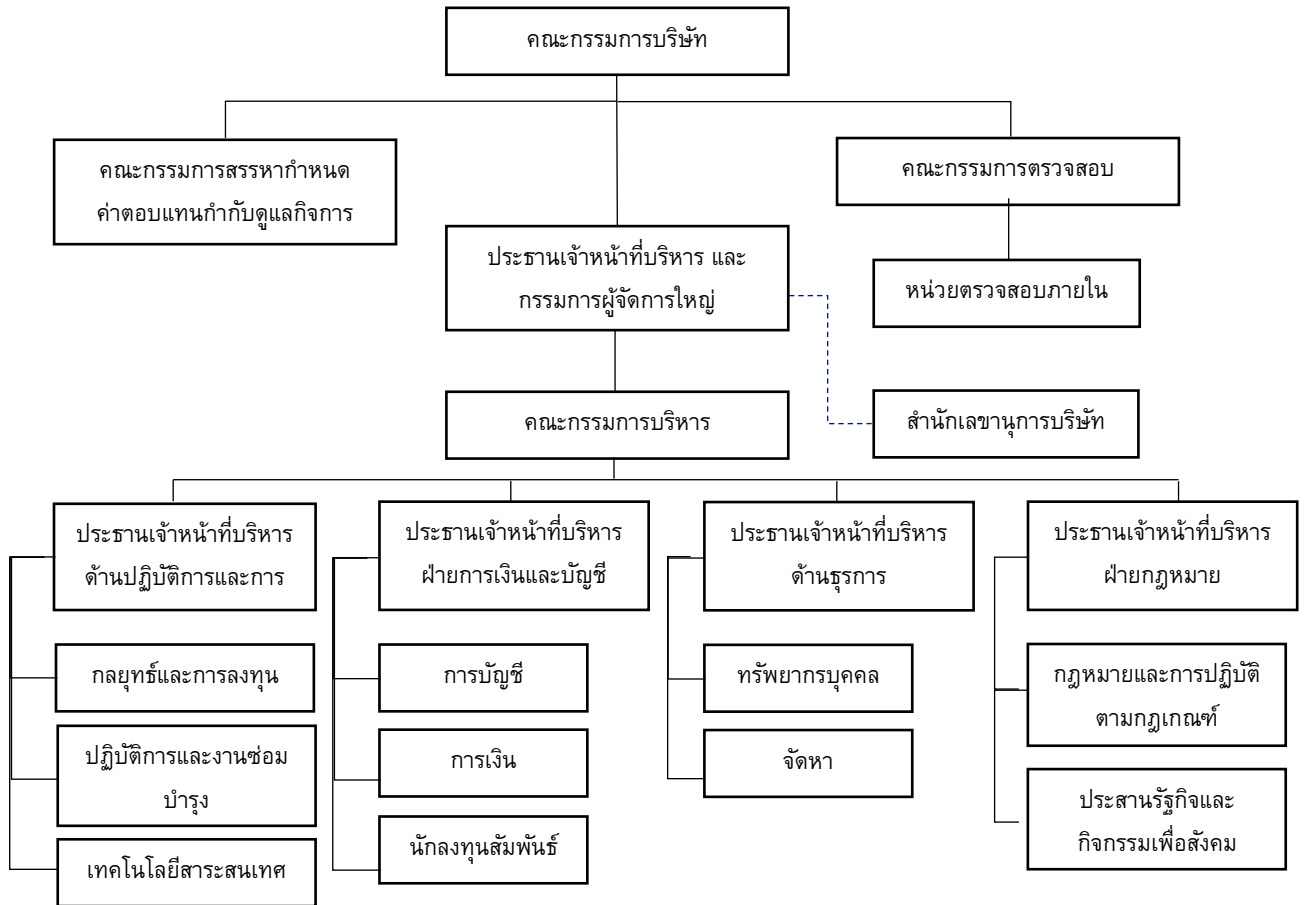 คณะกรรมการบริษัท
คณะกรรมการสรรหากำหนด
ค่าตอบแทนกำกับดูแลกิจการ
คณะกรรมการตรวจสอบ
ประธานเจ้าหน้าที่บริหาร และ
กรรมการผู้จัดการใหญ่
หน่วยตรวจสอบภายใน
คณะกรรมการบริหาร
สำนักเลขานุการบริษัท
ประธานเจ้าหน้าที่บริหาร
ด้านปฏิบัติการและการ
ประธานเจ้าหน้าที่บริหาร
ฝ่ายการเงินและบัญชี
ประธานเจ้าหน้าที่บริหาร
ด้านธุรการ
ประธานเจ้าหน้าที่บริหาร
ฝ่ายกฎหมาย
กลยุทธ์และการลงทุน
การบัญชี
ทรัพยากรบุคคล
กฎหมายและการปฏิบัติ
ตามกฎเกณฑ์
ปฏิบัติการและงานซ่อม
บำรุง
การเงิน
จัดหา
ประสานรัฐกิจและ
กิจกรรมเพื่อสังคม
เทคโนโลยีสาระสนเทศ
นักลงทุนสัมพันธ์